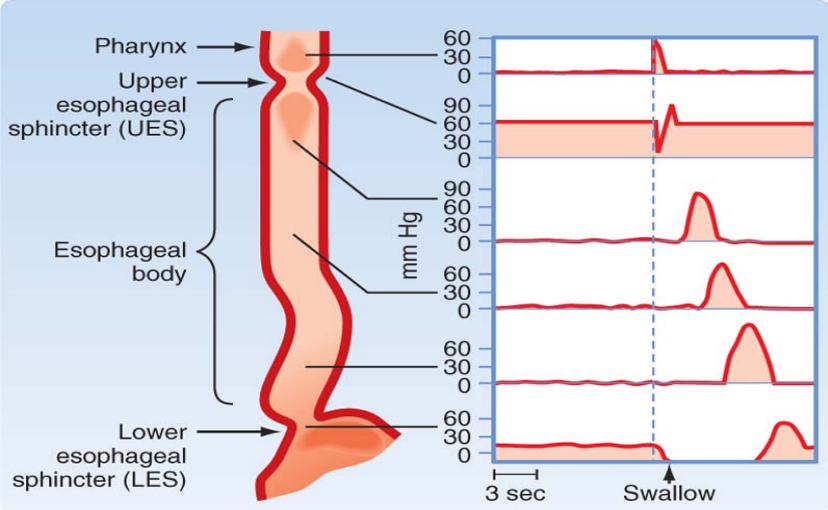 Pharynx
Upper
esophageal
sphincter (UES)
Esophageal
body
Lower
esophageal
sphincter (LES)
mm Hg
60
30
0
90
60
30
0
90
60
30
0
60
30
0
60
30
0
60
30
0
3 sec
Swallow